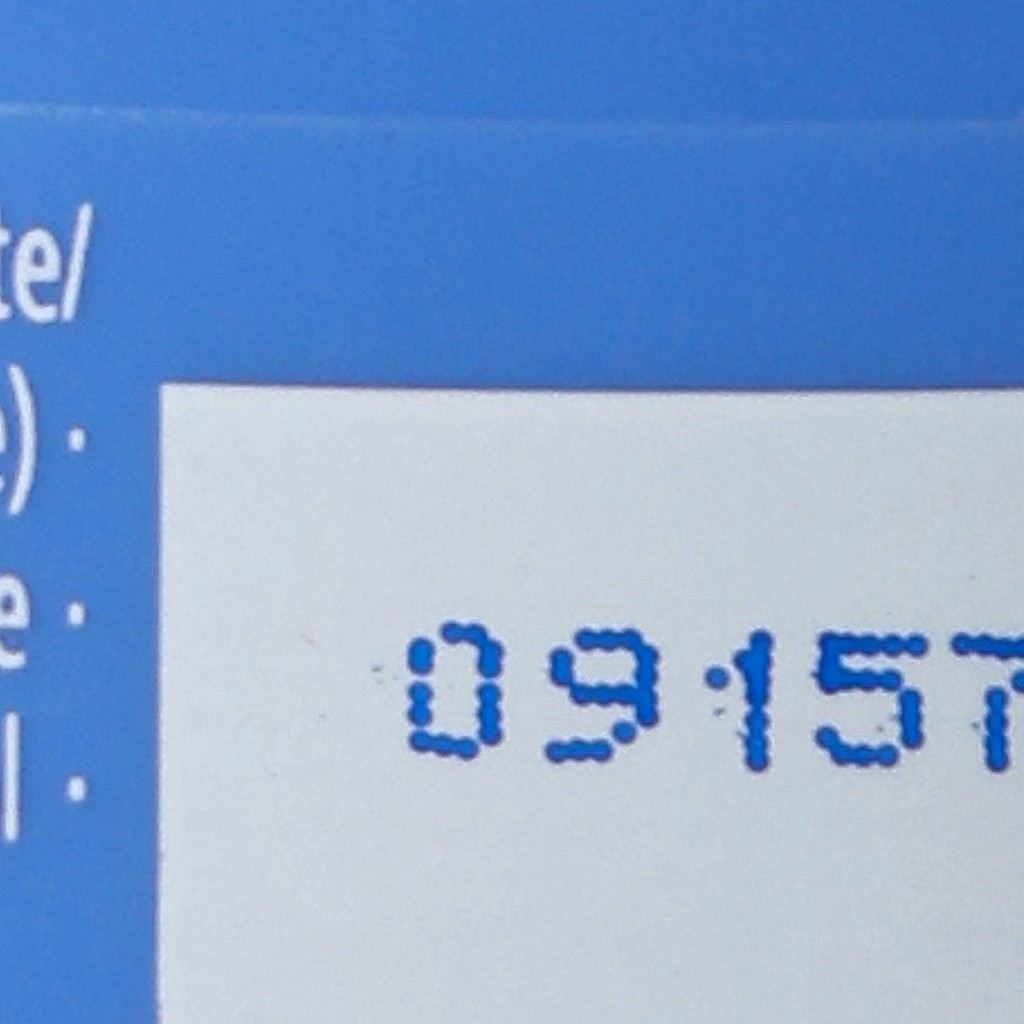 te/
e) ·
e ·
l ·
09157